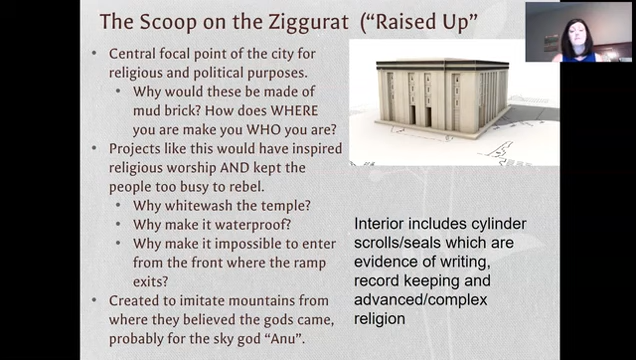 The Scoop on the Ziggurat ("Raised Up"
• Central focal point of the city for
religious and political purposes.
• Why would these be made of
mud brick? How does WHERE
you are make you WHO you are?
• Projects like this would have inspired
religious worship AND kept the
people too busy to rebel.
• Why whitewash the temple?
• Why make it waterproof?
• Why make it impossible to enter
from the front where the ramp
exits?
• Created to imitate mountains from
where they believed the gods came,
probably for the sky god "Anu".
Interior includes cylinder
scrolls/seals which are
evidence of writing,
record keeping and
advanced/complex
religion